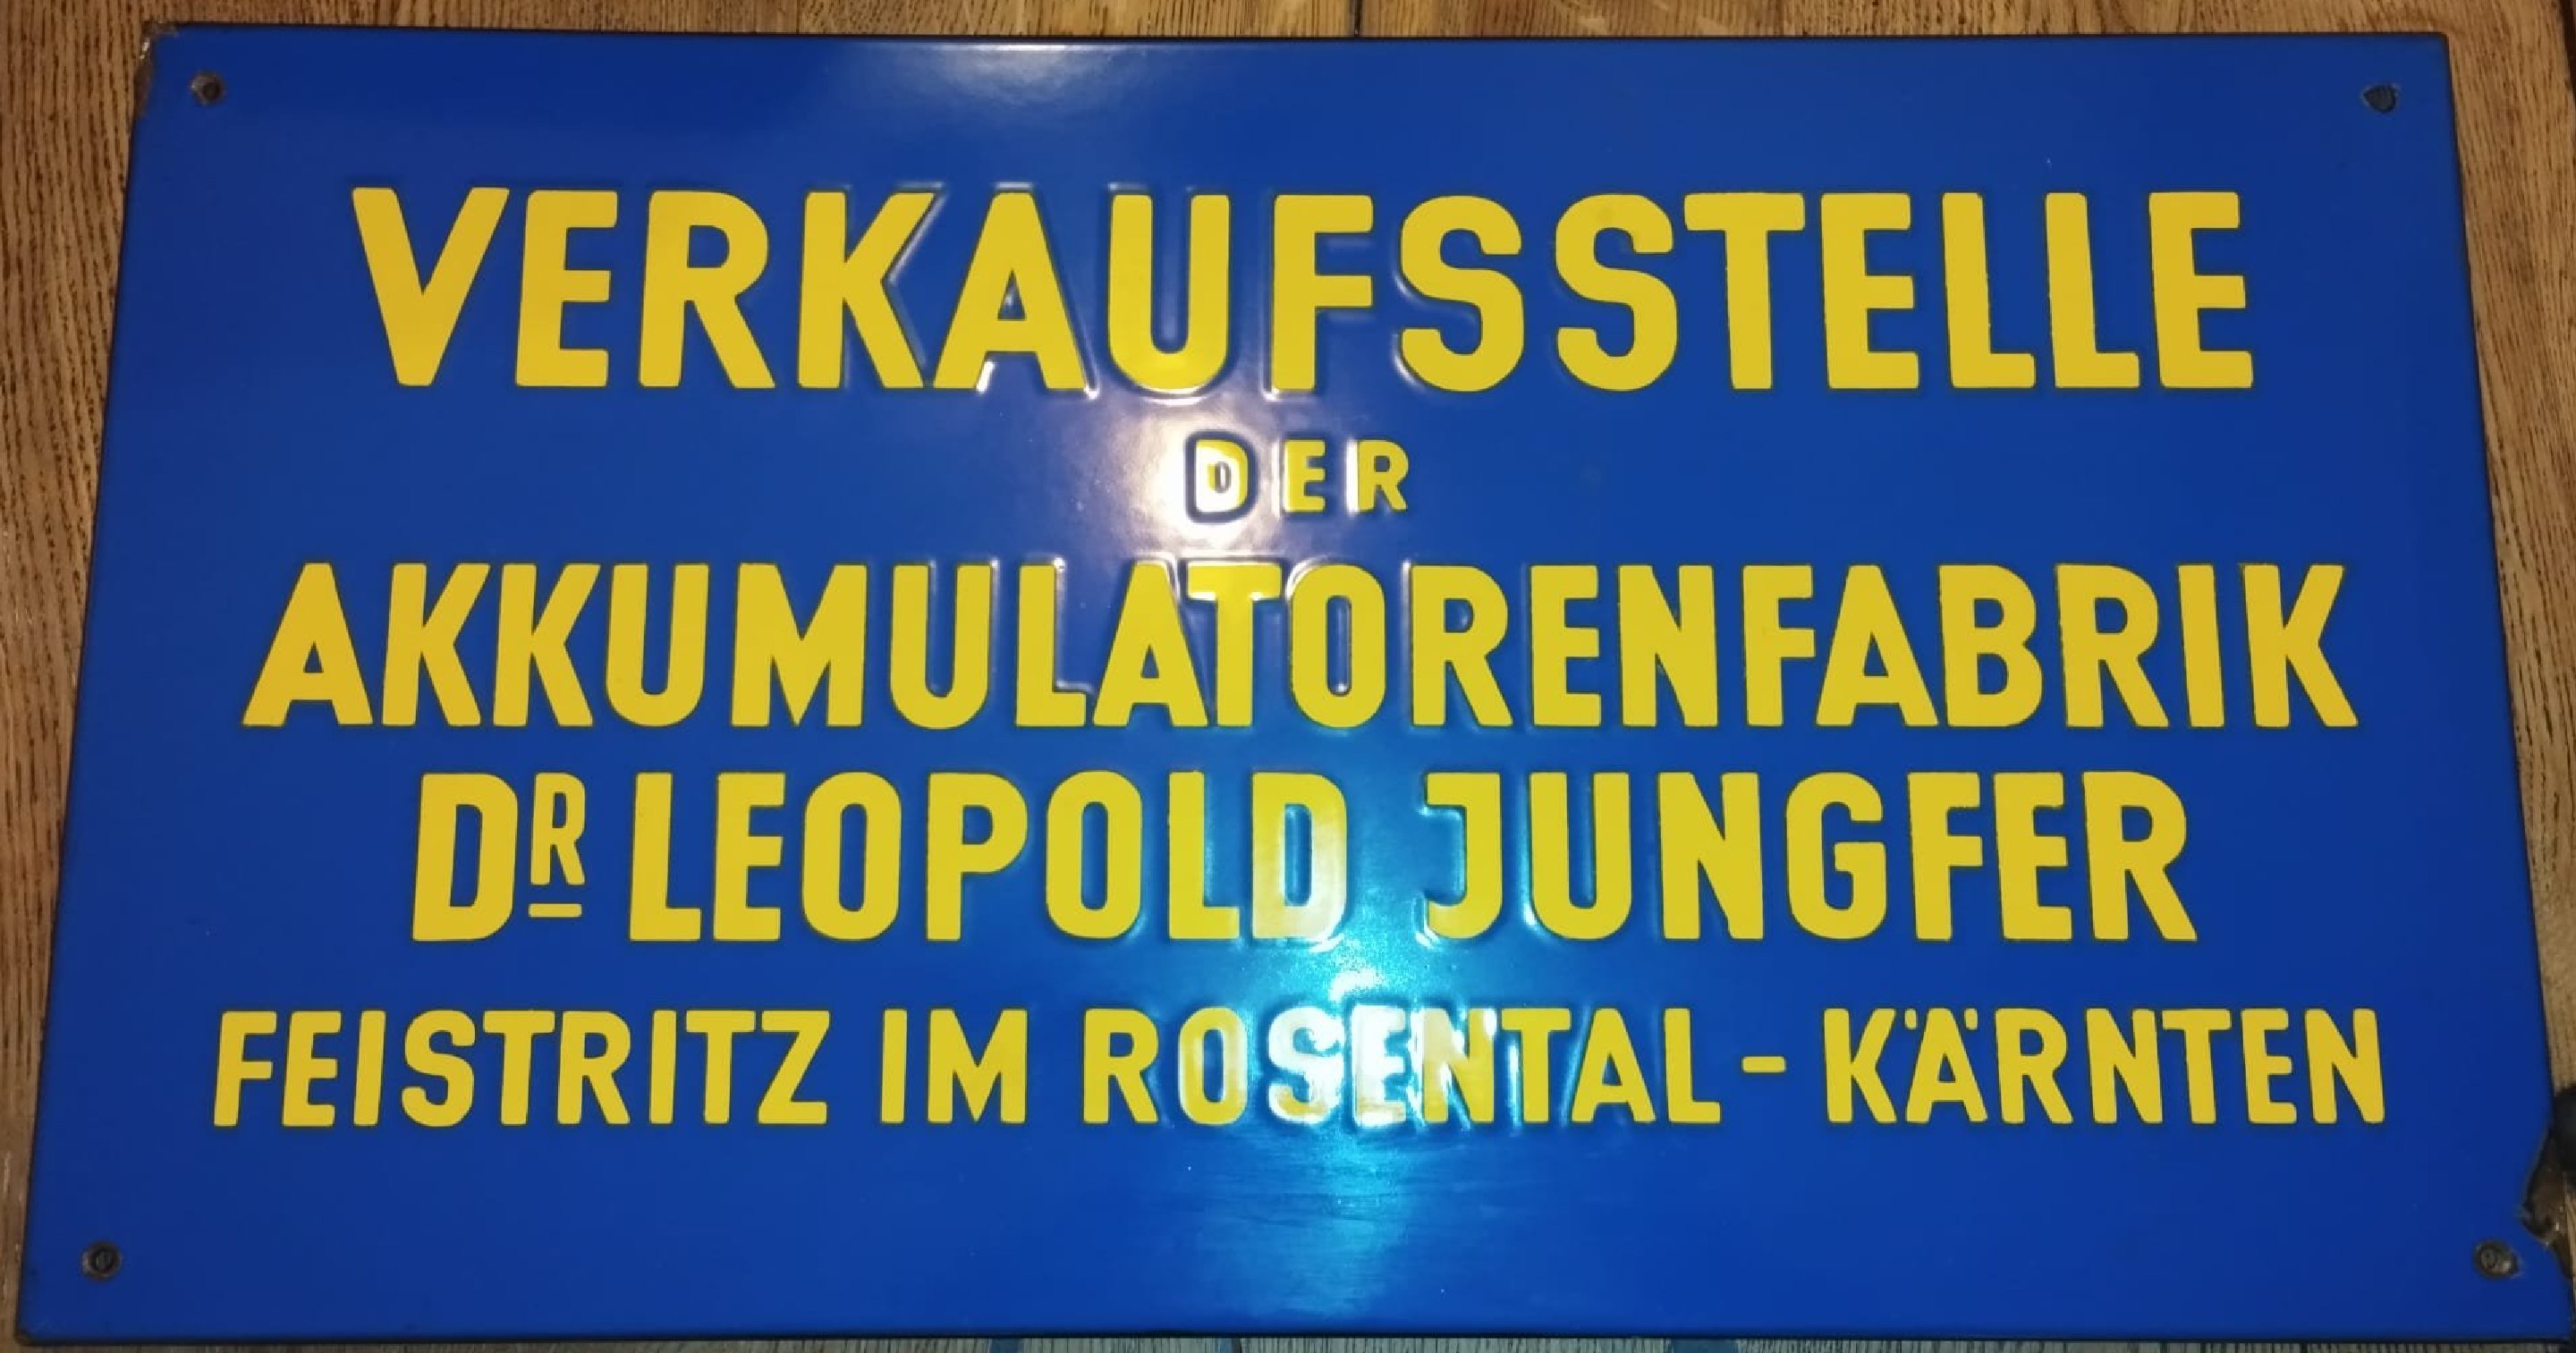 VERKAUFSSTELLE
DER
AKKUMULATORENFABRIK
DR LEOPOLD JUNGFER
FEISTRITZ IM ROSENTAL - KÄRNTEN